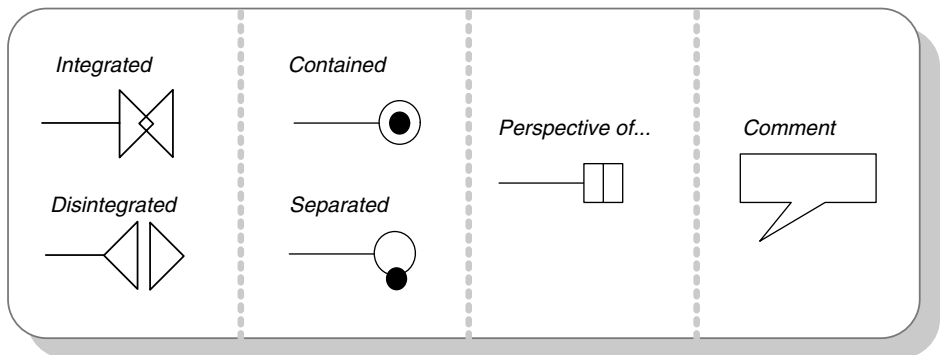 Integrated
Disintegrated
Contained
Separated
Perspective of...
Comment